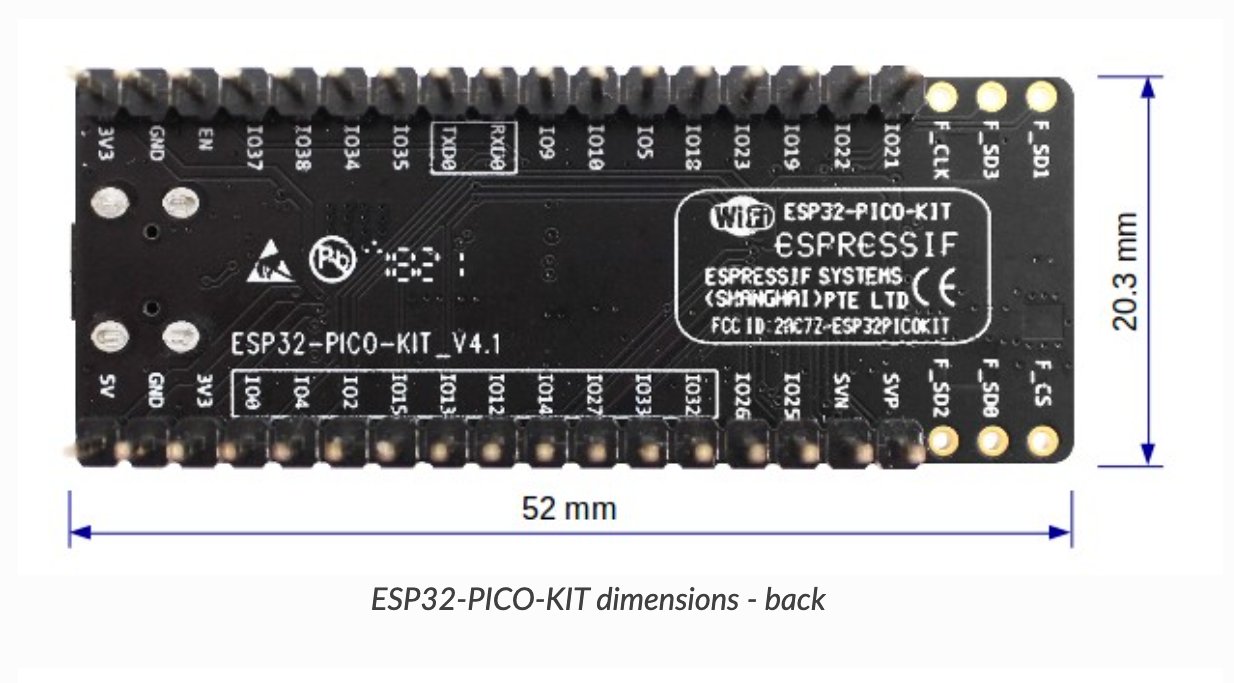 3V3 GND EN IO37 IO38 IO34 IO35 TXD0 RXD0 IO9 IO10 IO5 IO18 IO23 IO19 IO22 IO21 F_CLK F_SD3 F_SD1
WiFi ESP32-PICO-KIT
ESPRESSIF
ESPRESSIF SYSTEMS
(SHANGHAI)PTE LTD CE
FCC ID:2AC7Z-ESP32PICOKIT
Pb
ESP32-PICO-KIT_V4.1
5V GND 3V3 IO0 IO4 IO2 IO15 IO13 IO12 IO14 IO27 IO33 IO32 IO26 IO25 SVN SVP F_SD2 F_SD0 F_CS
20.3 mm
52 mm
ESP32-PICO-KIT dimensions - back